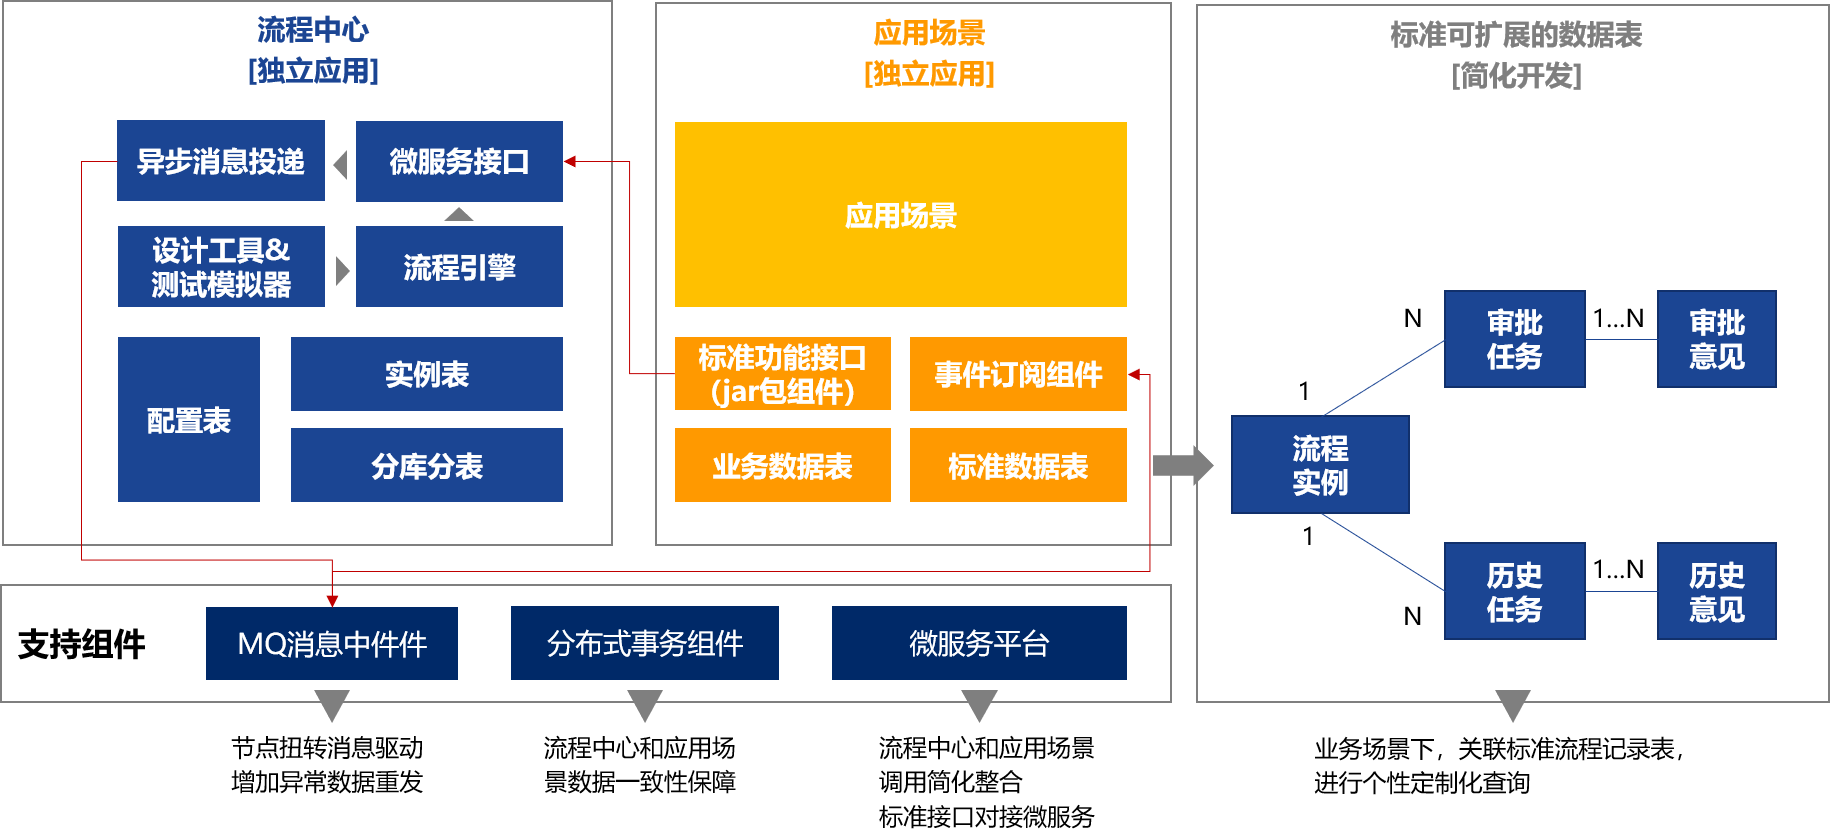 流程中心
[独立应用]
异步消息投递
微服务接口
设计工具&
测试模拟器
流程引擎
配置表
实例表
分库分表
应用场景
[独立应用]
应用场景
标准功能接口
（jar包组件）
事件订阅组件
业务数据表
标准数据表
标准可扩展的数据表
[简化开发]
审批
任务
1...N
审批
意见
N
1
流程
实例
1
N
历史
任务
1...N
历史
意见
支持组件
MQ消息中件件
分布式事务组件
微服务平台
节点扭转消息驱动
增加异常数据重发
流程中心和应用场
景数据一致性保障
流程中心和应用场景
调用简化整合
标准接口对接微服务
业务场景下，关联标准流程记录表，
进行个性定制化查询